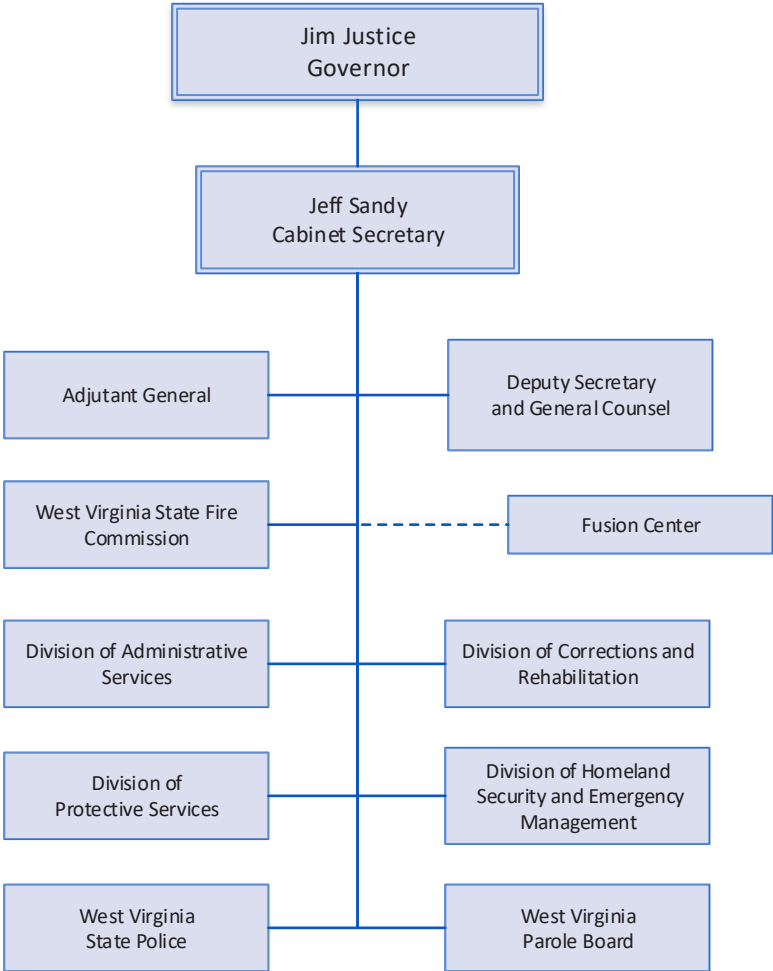 Jim Justice
Governor
Jeff Sandy
Cabinet Secretary
Adjutant General
Deputy Secretary
and General Counsel
West Virginia State Fire
Commission
Fusion Center
Division of Administrative
Services
Division of Corrections and
Rehabilitation
Division of
Protective Services
Division of Homeland
Security and Emergency
Management
West Virginia
State Police
West Virginia
Parole Board